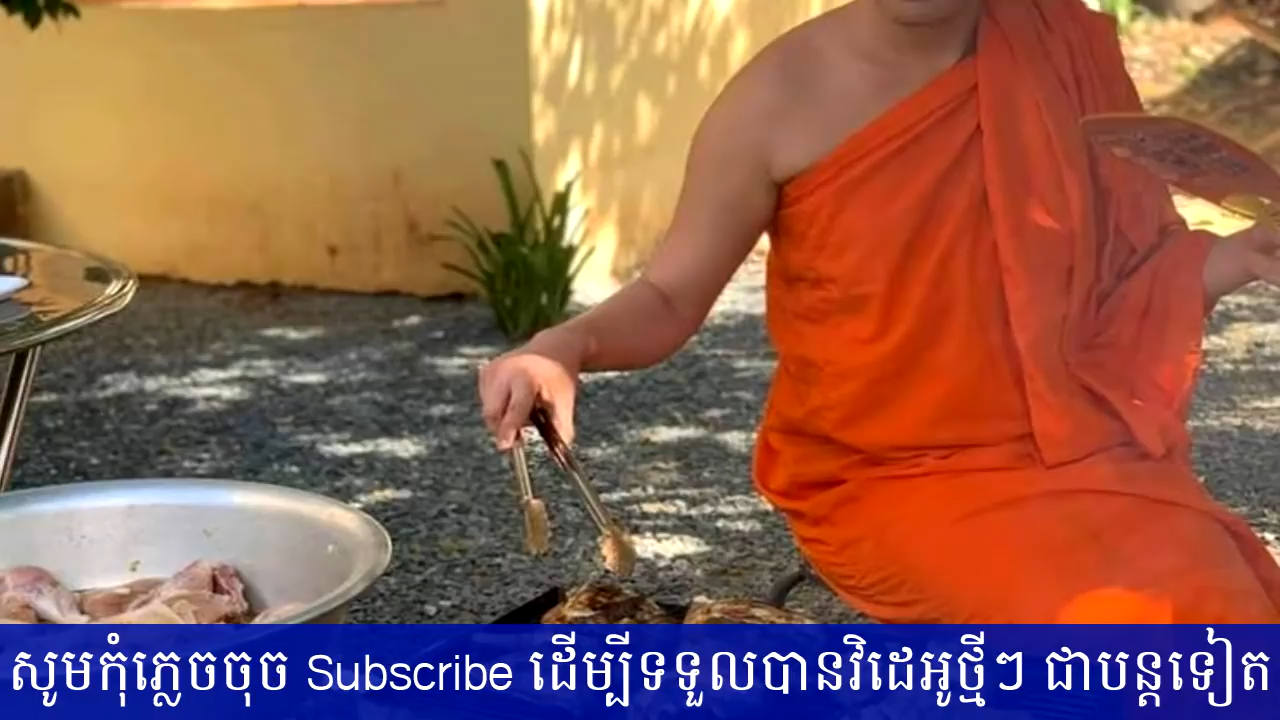 សូមកុំភ្លេចចុច Subscribe ដើម្បីទទួលបានវិដេអូថ្មីៗ ជាបន្តទៀត